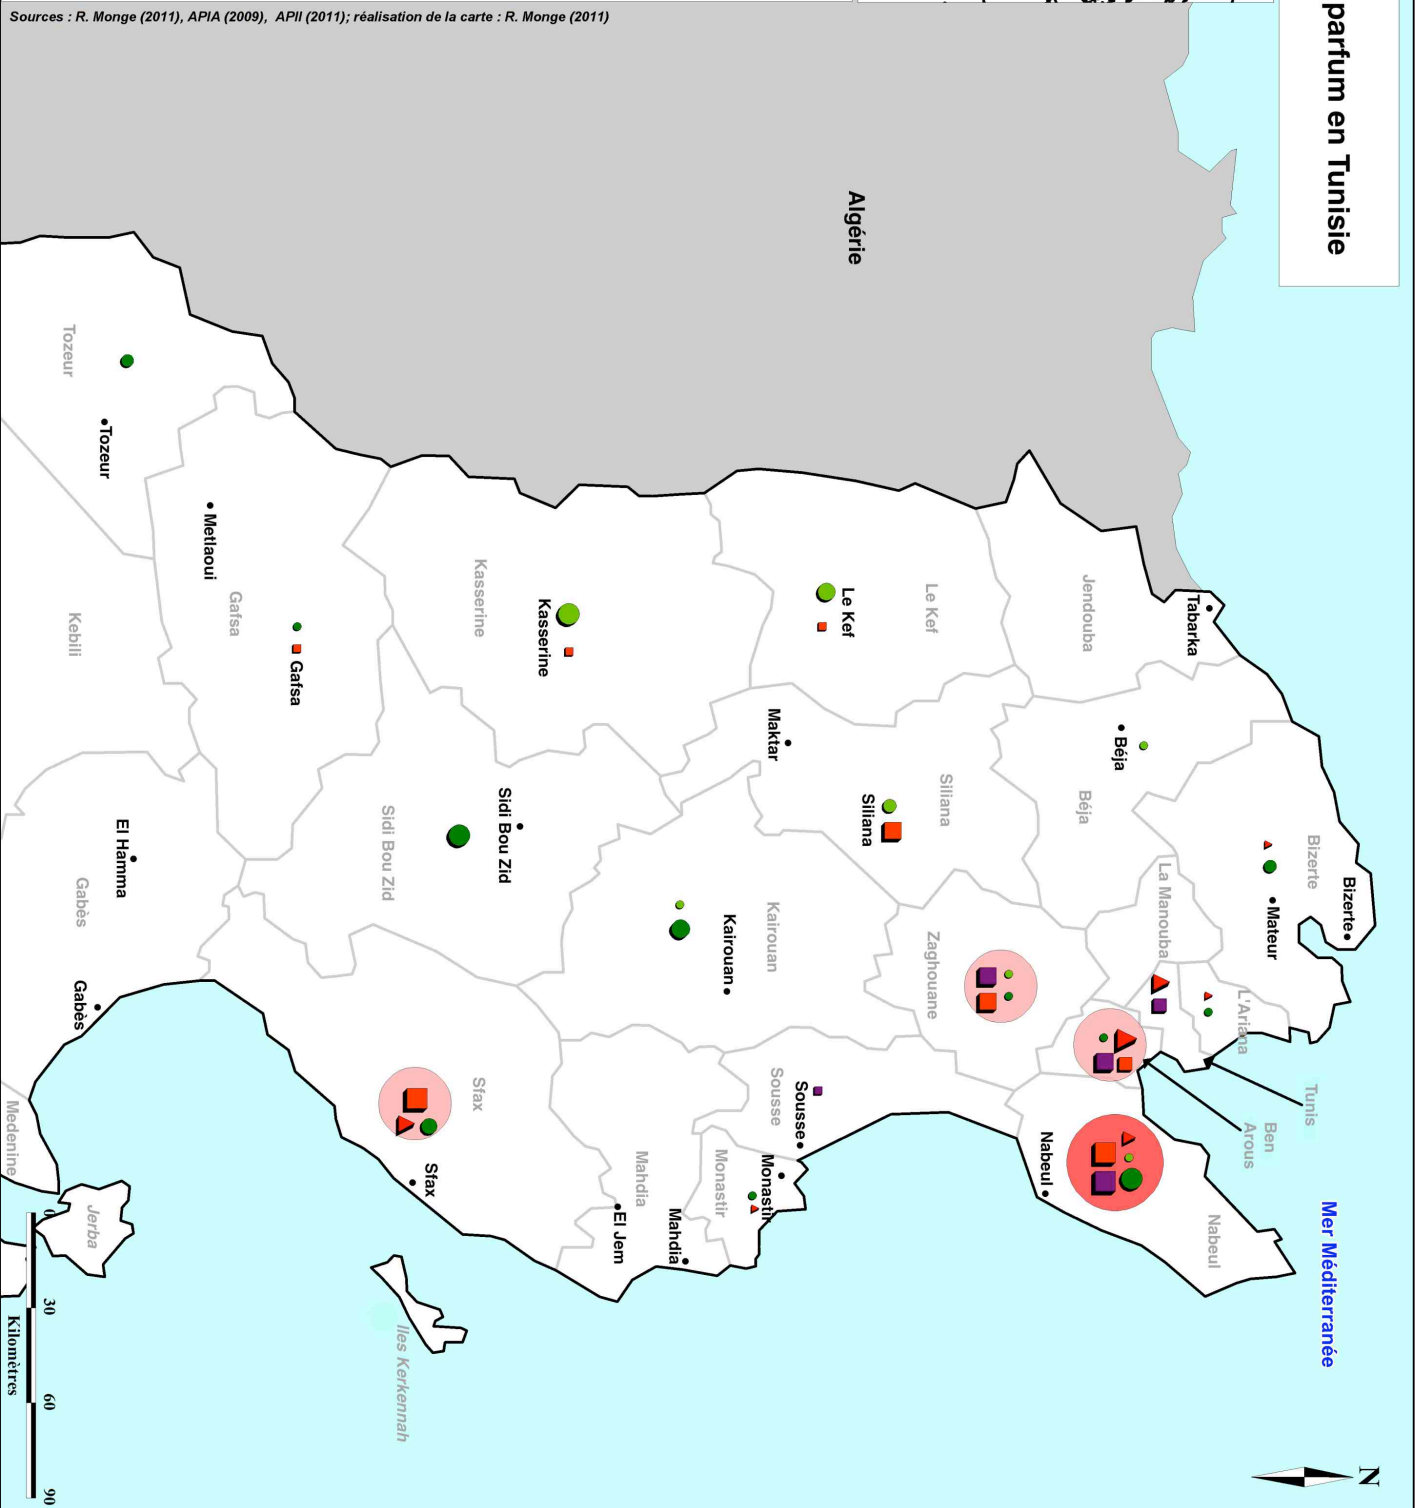 parfum en Tunisie
Sources : R. Monge (2011), APIA (2009), APII (2011); réalisation de la carte : R. Monge (2011)
N
Mer Méditerranée
Algérie
Bizerte
Bizerte
Mateur
L'Ariana
Tunis
Ben
Arous
Tabarka
Béja
Béja
La Manouba
Jendouba
Nabeul
Nabeul
Le Kef
Le Kef
Siliana
Siliana
Zaghouane
Maktar
Sousse
Sousse
Kairouan
Kairouan
Monastir
Monastir
Mahdia
Mahdia
El Jem
Kasserine
Kasserine
Sidi Bou Zid
Sidi Bou Zid
Sfax
Sfax
Iles Kerkennah
Gafsa
Gafsa
Metlaoui
Tozeur
Tozeur
Kebili
El Hamma
Gabès
Gabès
Jerba
Medenine
0
30
60
90
Kilomètres